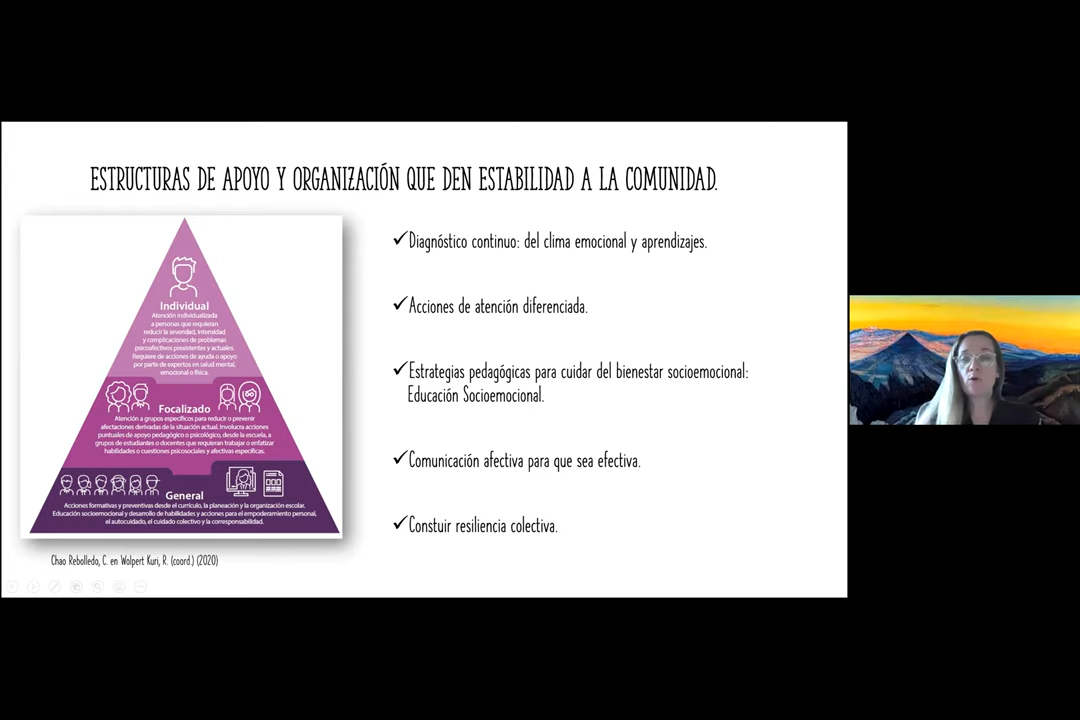 ESTRUCTURAS DE APOYO Y ORGANIZACIÓN QUE DEN ESTABILIDAD A LA COMUNIDAD.
Individual
Atención individualizada
a personas que requieran
reducir la severidad, intensidad
y complicaciones de problemas
psicoafectivos preexistentes y actuales.
Requiere de acciones de ayuda o apoyo
por parte de expertos en salud mental,
emocional o física.
Focalizado
Atención a grupos específicos para reducir o prevenir
afectaciones derivadas de la situación actual. Involucra acciones
puntuales de apoyo pedagógico o psicológico, desde la escuela, a
grupos de estudiantes o docentes que requieran trabajar o enfatizar
habilidades o cuestiones psicosociales y afectivas específicas.
General
Acciones formativas y preventivas desde el currículo, la planeación y la organización escolar.
Educación socioemocional y desarrollo de habilidades y acciones para el empoderamiento personal,
el autocuidado, el cuidado colectivo y la corresponsabilidad.
Chao Rebolledo, C. en Wolpert Kuri, R. (coord.) (2020)
✓Diagnóstico continuo: del clima emocional y aprendizajes.
✓Acciones de atención diferenciada.
✓Estrategias pedagógicas para cuidar del bienestar socioemocional:
Educación Socioemocional.
✓Comunicación afectiva para que sea efectiva.
✓Constuir resiliencia colectiva.